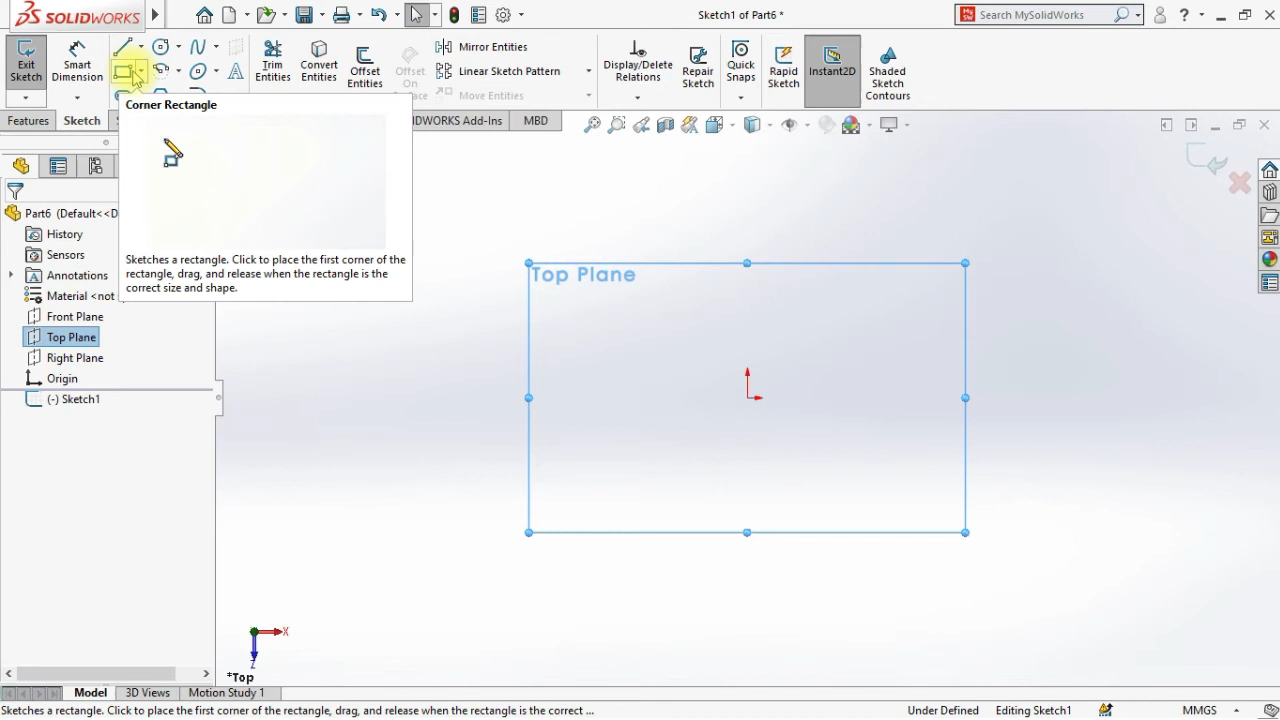 SOLIDWORKS
Sketch1 of Part6 *
Search MySolidWorks
?
Exit Sketch
Smart Dimension
Trim Entities
Convert Entities
Offset Entities
Offset On
Mirror Entities
Linear Sketch Pattern
Move Entities
Display/Delete Relations
Repair Sketch
Quick Snaps
Rapid Sketch
Instant2D
Shaded Sketch Contours
Features
Sketch
OLIDWORKS Add-Ins
MBD
Corner Rectangle
Sketches a rectangle. Click to place the first corner of the
rectangle, drag, and release when the rectangle is the
correct size and shape.
Part6 (Default<<D
History
Sensors
Annotations
Material <not
Front Plane
Top Plane
Right Plane
Origin
(-) Sketch1
Top Plane
X
Z
*Top
Model
3D Views
Motion Study 1
Sketches a rectangle. Click to place the first corner of the rectangle, drag, and release when the rectangle is the correct ...
Under Defined
Editing Sketch1
MMGS